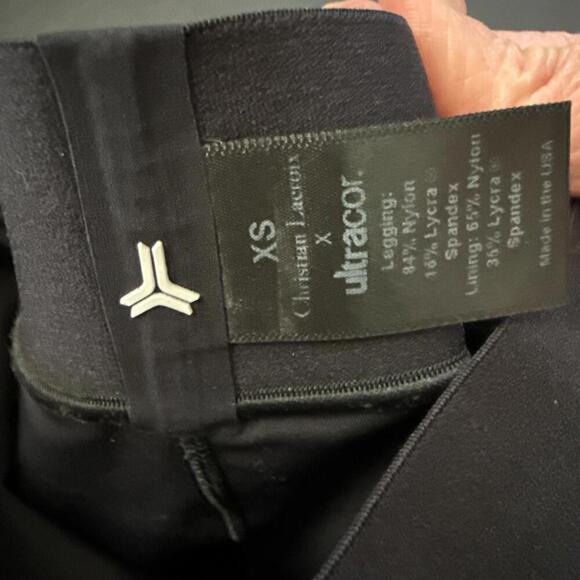 XS
Christian Lacroix
X
ultracor.
Legging:
84% Nylon
16% Lycra ®
Spandex
Lining: 65% Nylon
35% Lycra ®
Spandex
Made in the USA